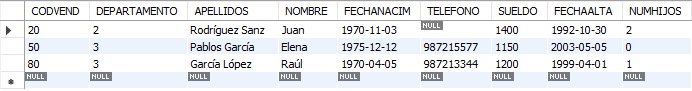 CODVEND DEPARTAMENTO APELLIDOS NOMBRE FECHANACIM TELEFONO SUELDO FECHAALTA NUMHIJOS
20 2 Rodríguez Sanz Juan 1970-11-03 NULL 1400 1992-10-30 2
50 3 Pablos García Elena 1975-12-12 987215577 1150 2003-05-05 0
80 3 García López Raúl 1970-04-05 987213344 1200 1999-04-01 1
NULL NULL NULL NULL NULL NULL NULL NULL NULL